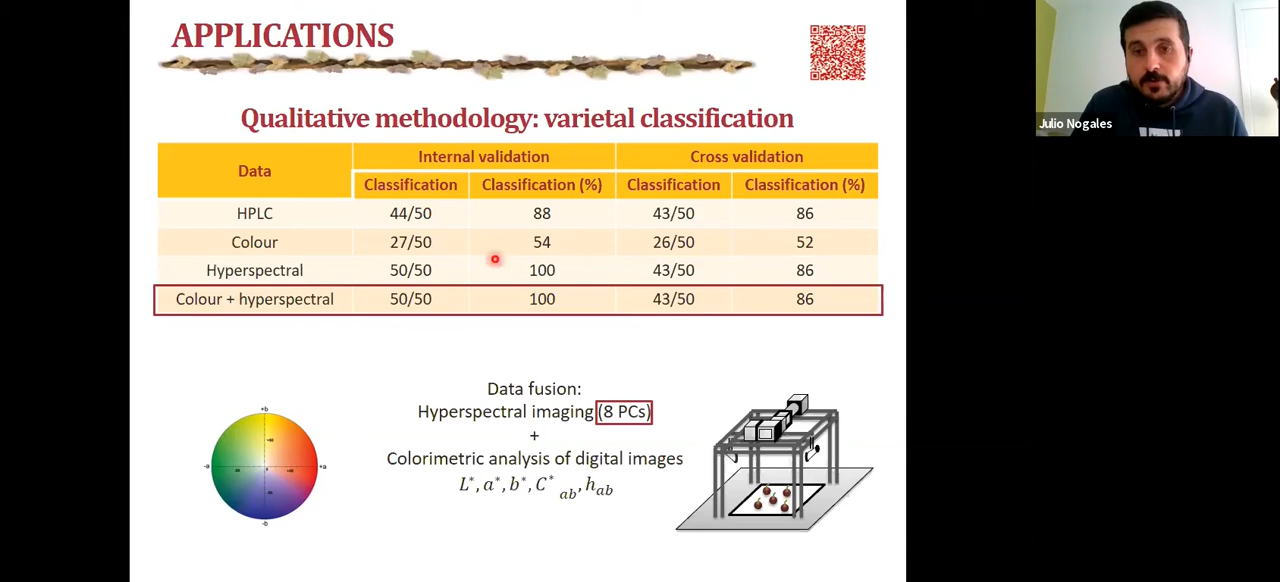 APPLICATIONS
Qualitative methodology: varietal classification
Data Internal validation Cross validation
Classification Classification (%) Classification Classification (%)
HPLC 44/50 88 43/50 86
Colour 27/50 54 26/50 52
Hyperspectral 50/50 100 43/50 86
Colour + hyperspectral 50/50 100 43/50 86
Data fusion:
Hyperspectral imaging (8 PCs)
+
Colorimetric analysis of digital images
L*, a*, b*, C*ab, hab
+b
-a +a
-b
Julio Nogales